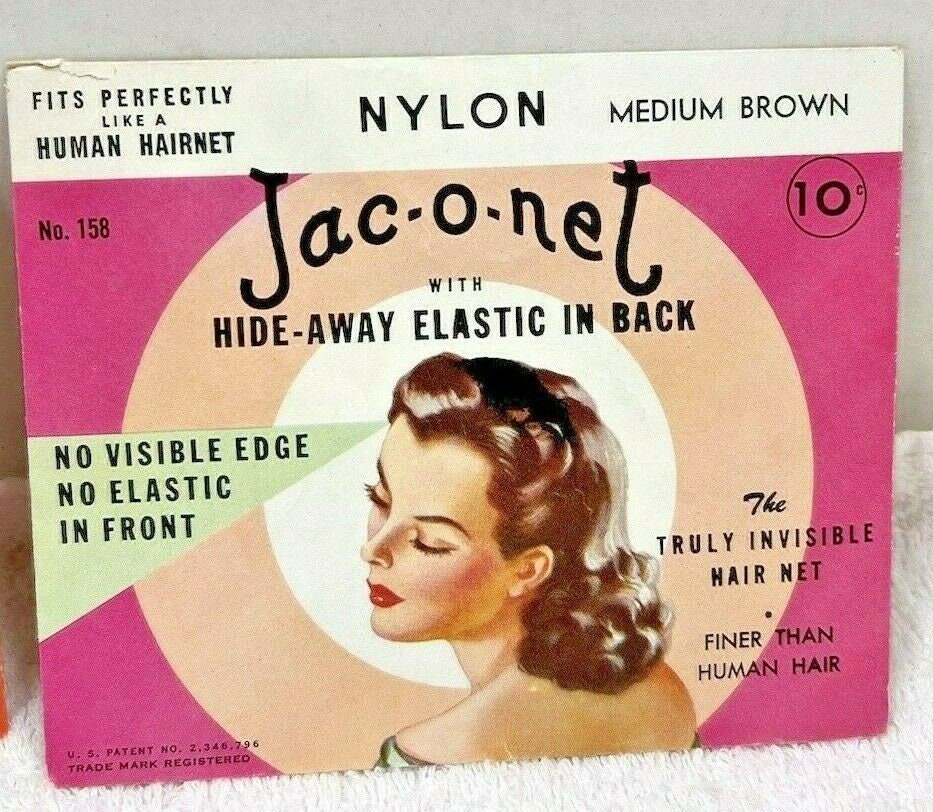 FITS PERFECTLY
LIKE A
HUMAN HAIRNET
NYLON
MEDIUM BROWN
10¢
No. 158
Jac-o-net
WITH
HIDE-AWAY ELASTIC IN BACK
NO VISIBLE EDGE
NO ELASTIC
IN FRONT
The
TRULY INVISIBLE
HAIR NET
•
FINER THAN
HUMAN HAIR
U. S. PATENT NO. 2,346,796
TRADE MARK REGISTERED